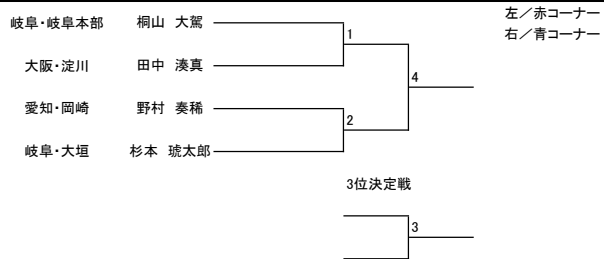 左／赤コーナー
右／青コーナー
岐阜・岐阜本部 桐山 大駕
1
大阪・淀川 田中 湊真
4
愛知・岡崎 野村 奏稀
2
岐阜・大垣 杉本 琥太郎
3位決定戦
3